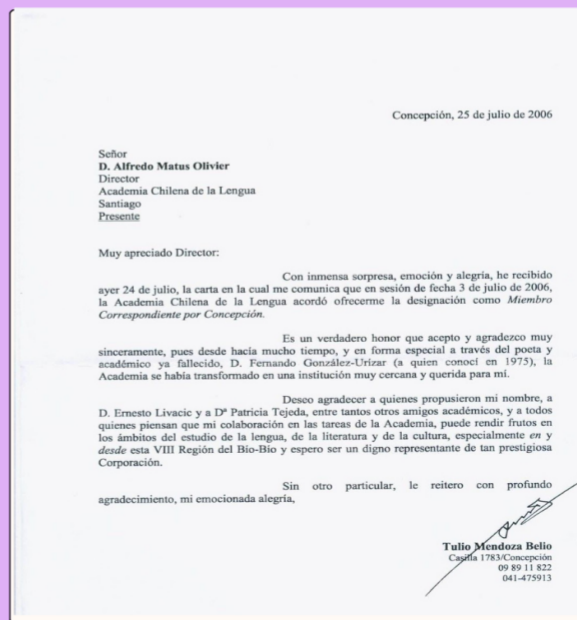 Concepción, 25 de julio de 2006
Señor
D. Alfredo Matus Olivier
Director
Academia Chilena de la Lengua
Santiago
Presente
Muy apreciado Director:
Con inmensa sorpresa, emoción y alegría, he recibido
ayer 24 de julio, la carta en la cual me comunica que en sesión de fecha 3 de julio de 2006,
la Academia Chilena de la Lengua acordó ofrecerme la designación como Miembro
Correspondiente por Concepción.
Es un verdadero honor que acepto y agradezco muy
sinceramente, pues desde hacía mucho tiempo, y en forma especial a través del poeta y
académico ya fallecido, D. Fernando González-Urízar (a quien conocí en 1975), la
Academia se había transformado en una institución muy cercana y querida para mí.
Deseo agradecer a quienes propusieron mi nombre, a
D. Ernesto Livacic y a Dª Patricia Tejeda, entre tantos otros amigos académicos, y a todos
quienes piensan que mi colaboración en las tareas de la Academia, puede rendir frutos en
los ámbitos del estudio de la lengua, de la literatura y de la cultura, especialmente en y
desde esta VIII Región del Bío-Bío y espero ser un digno representante de tan prestigiosa
Corporación.
Sin otro particular, le reitero con profundo
agradecimiento, mi emocionada alegría,
Tulio Mendoza Belio
Casilla 1783/Concepción
09 89 11 822
041-475913